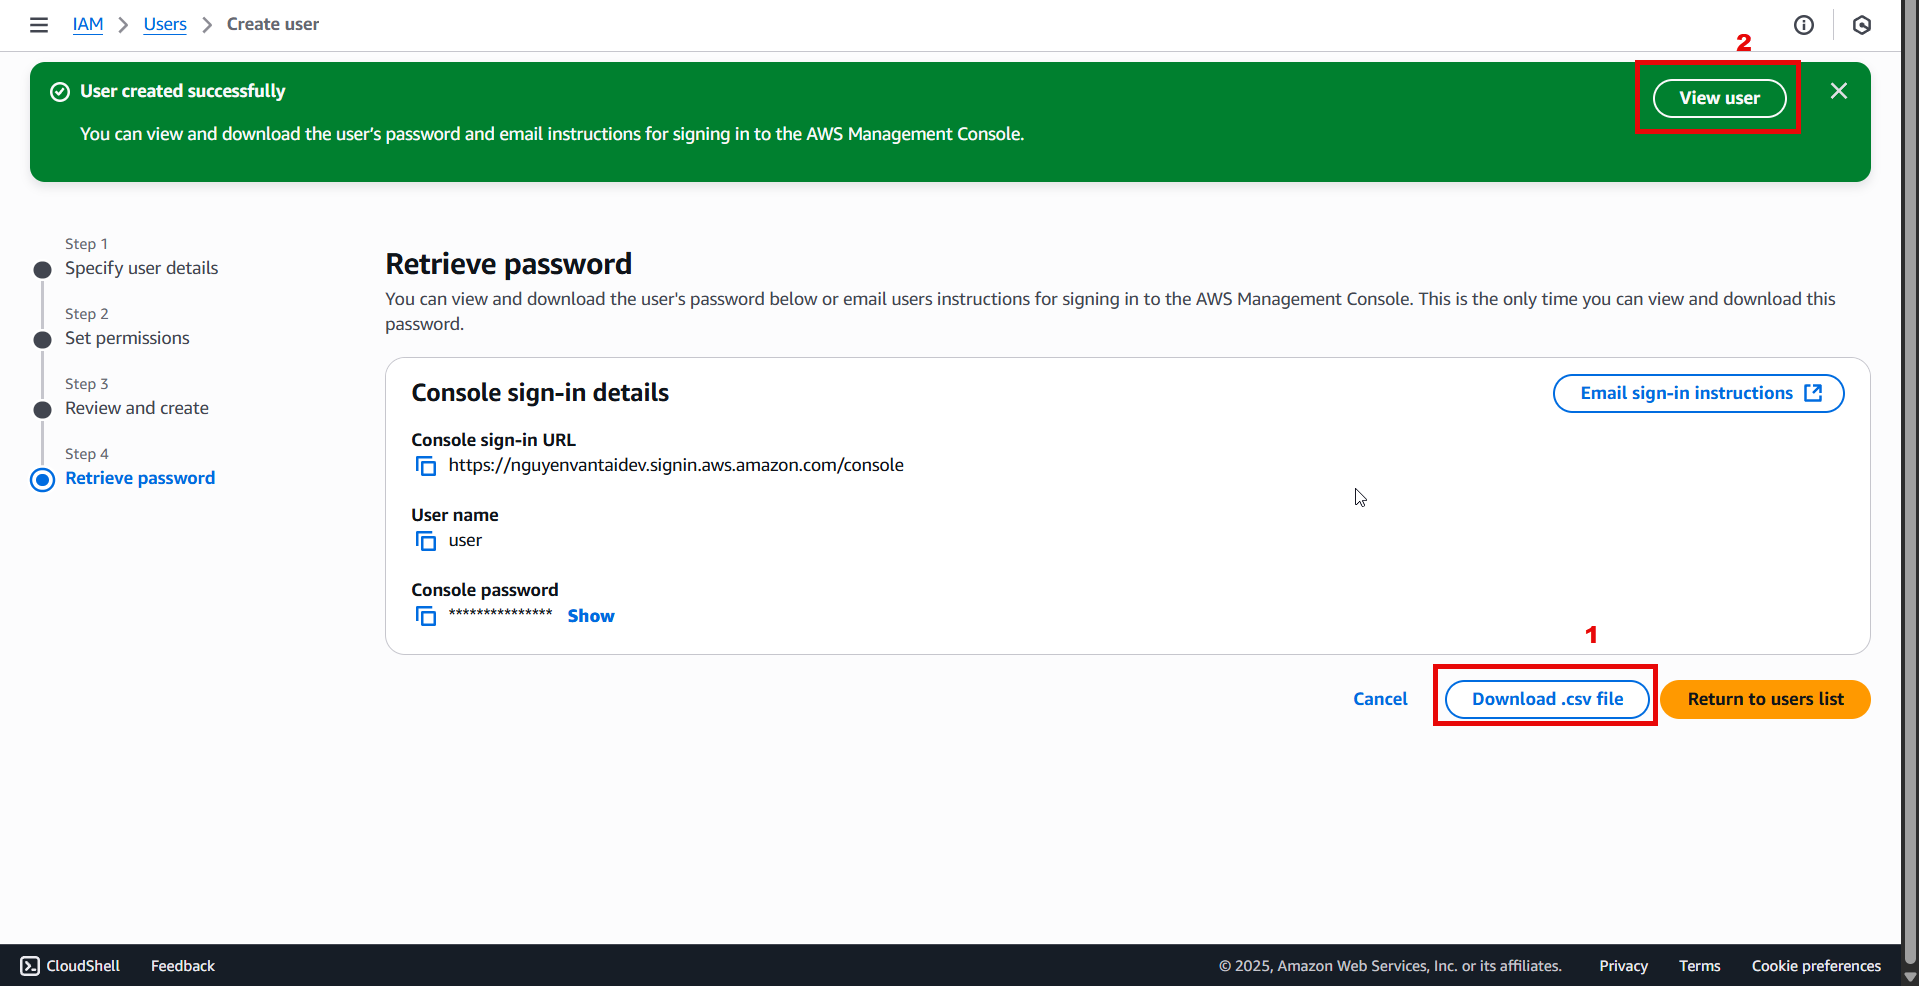 IAM > Users > Create user
2
User created successfully
View user
You can view and download the user's password and email instructions for signing in to the AWS Management Console.
Step 1
Specify user details
Step 2
Set permissions
Step 3
Review and create
Step 4
Retrieve password
Retrieve password
You can view and download the user's password below or email users instructions for signing in to the AWS Management Console. This is the only time you can view and download this
password.
Console sign-in details
Email sign-in instructions
Console sign-in URL
https://nguyenvantaidev.signin.aws.amazon.com/console
User name
user
Console password
*************** Show
1
Cancel
Download .csv file
Return to users list
CloudShell
Feedback
© 2025, Amazon Web Services, Inc. or its affiliates.
Privacy
Terms
Cookie preferences